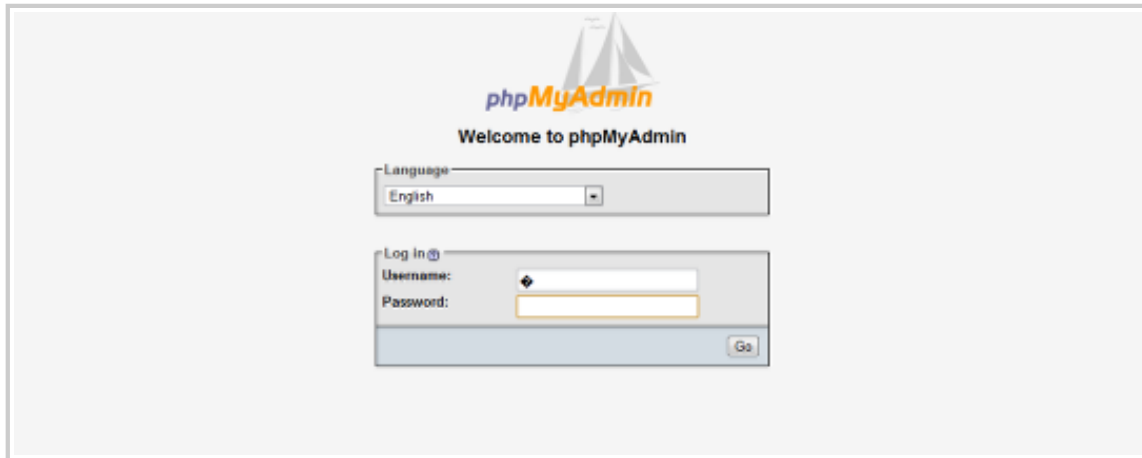 phpMyAdmin
Welcome to phpMyAdmin
Language
English
Log in
Username:
�
Password:
Go